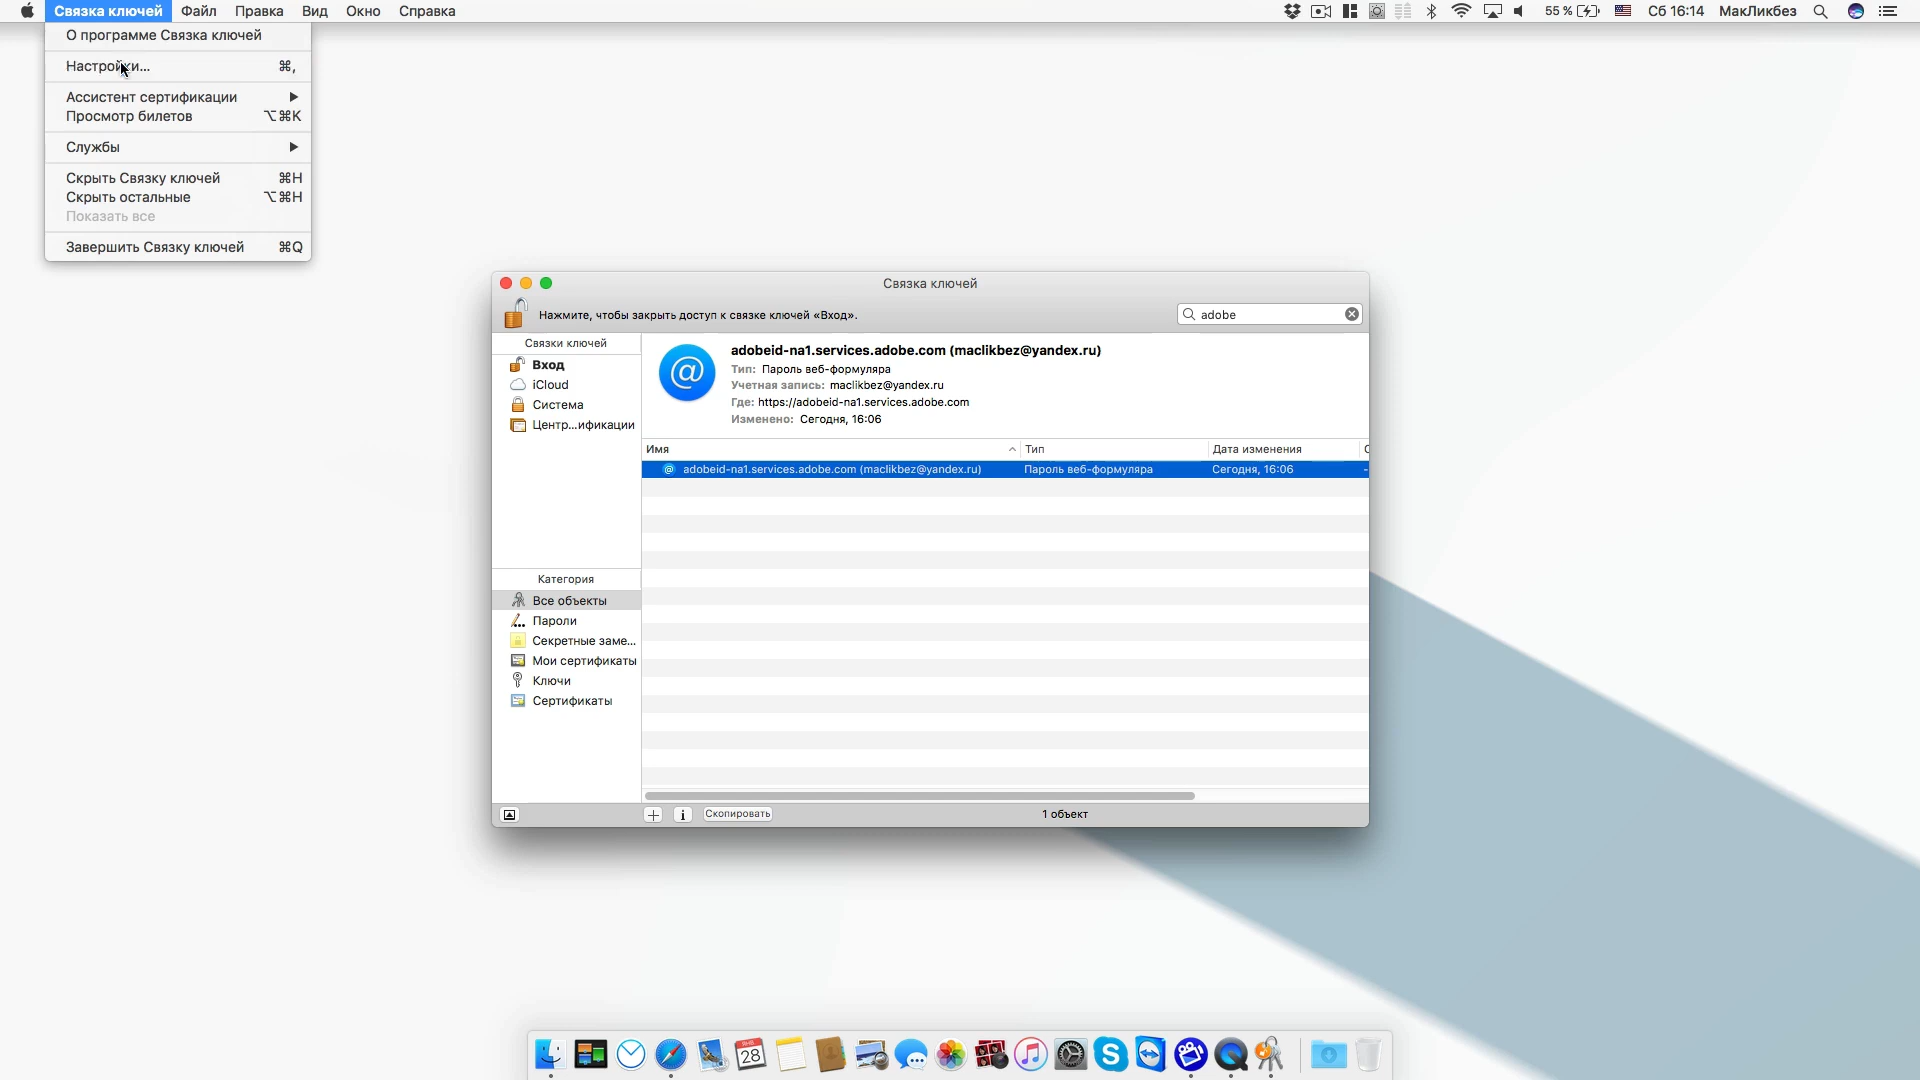 Связка ключей Файл Правка Вид Окно Справка
55 % Сб 16:14 МакЛикбез
О программе Связка ключей
Настройки... ⌘,
Ассистент сертификации ▶
Просмотр билетов ⌥⌘K
Службы ▶
Скрыть Связку ключей ⌘H
Скрыть остальные ⌥⌘H
Показать все
Завершить Связку ключей ⌘Q
Связка ключей
Нажмите, чтобы закрыть доступ к связке ключей «Вход».
adobe
Связки ключей
Вход
iCloud
Система
Центр...ификации
adobeid-na1.services.adobe.com (maclikbez@yandex.ru)
Тип: Пароль веб-формуляра
Учетная запись: maclikbez@yandex.ru
Где: https://adobeid-na1.services.adobe.com
Изменено: Сегодня, 16:06
Имя Тип Дата изменения
adobeid-na1.services.adobe.com (maclikbez@yandex.ru) Пароль веб-формуляра Сегодня, 16:06
Категория
Все объекты
Пароли
Секретные заме...
Мои сертификаты
Ключи
Сертификаты
Скопировать
1 объект
28